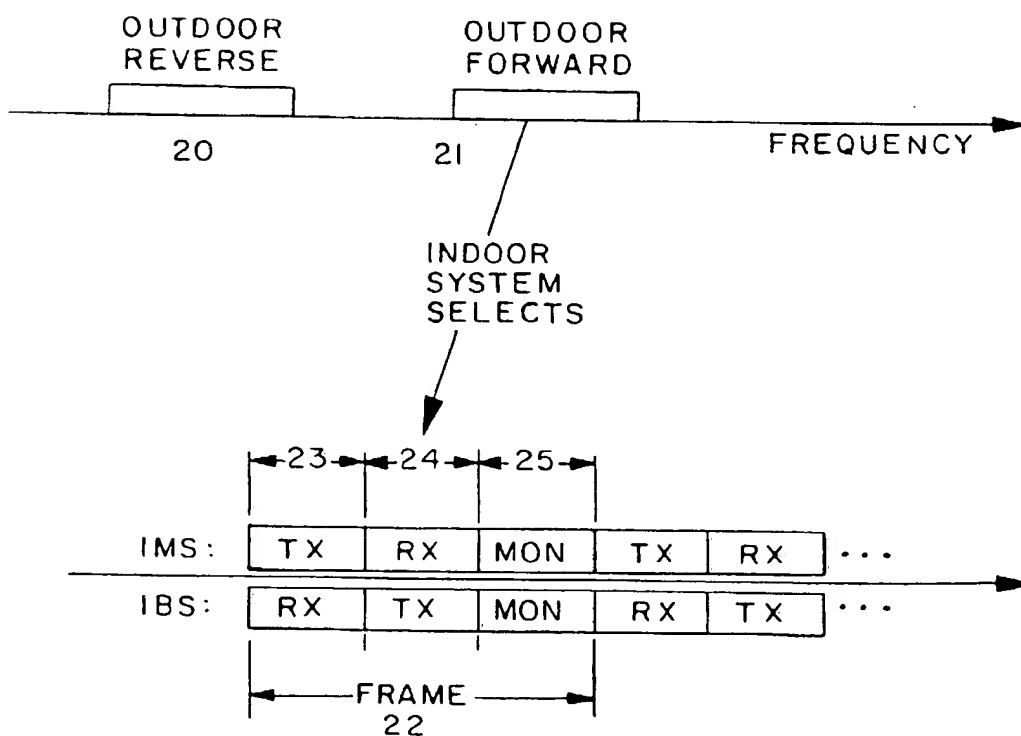 OUTDOOR
REVERSE
OUTDOOR
FORWARD
20
21
FREQUENCY
INDOOR
SYSTEM
SELECTS
23
24
25
IMS: TX RX MON TX RX ...
IBS: RX TX MON RX TX ...
FRAME
22